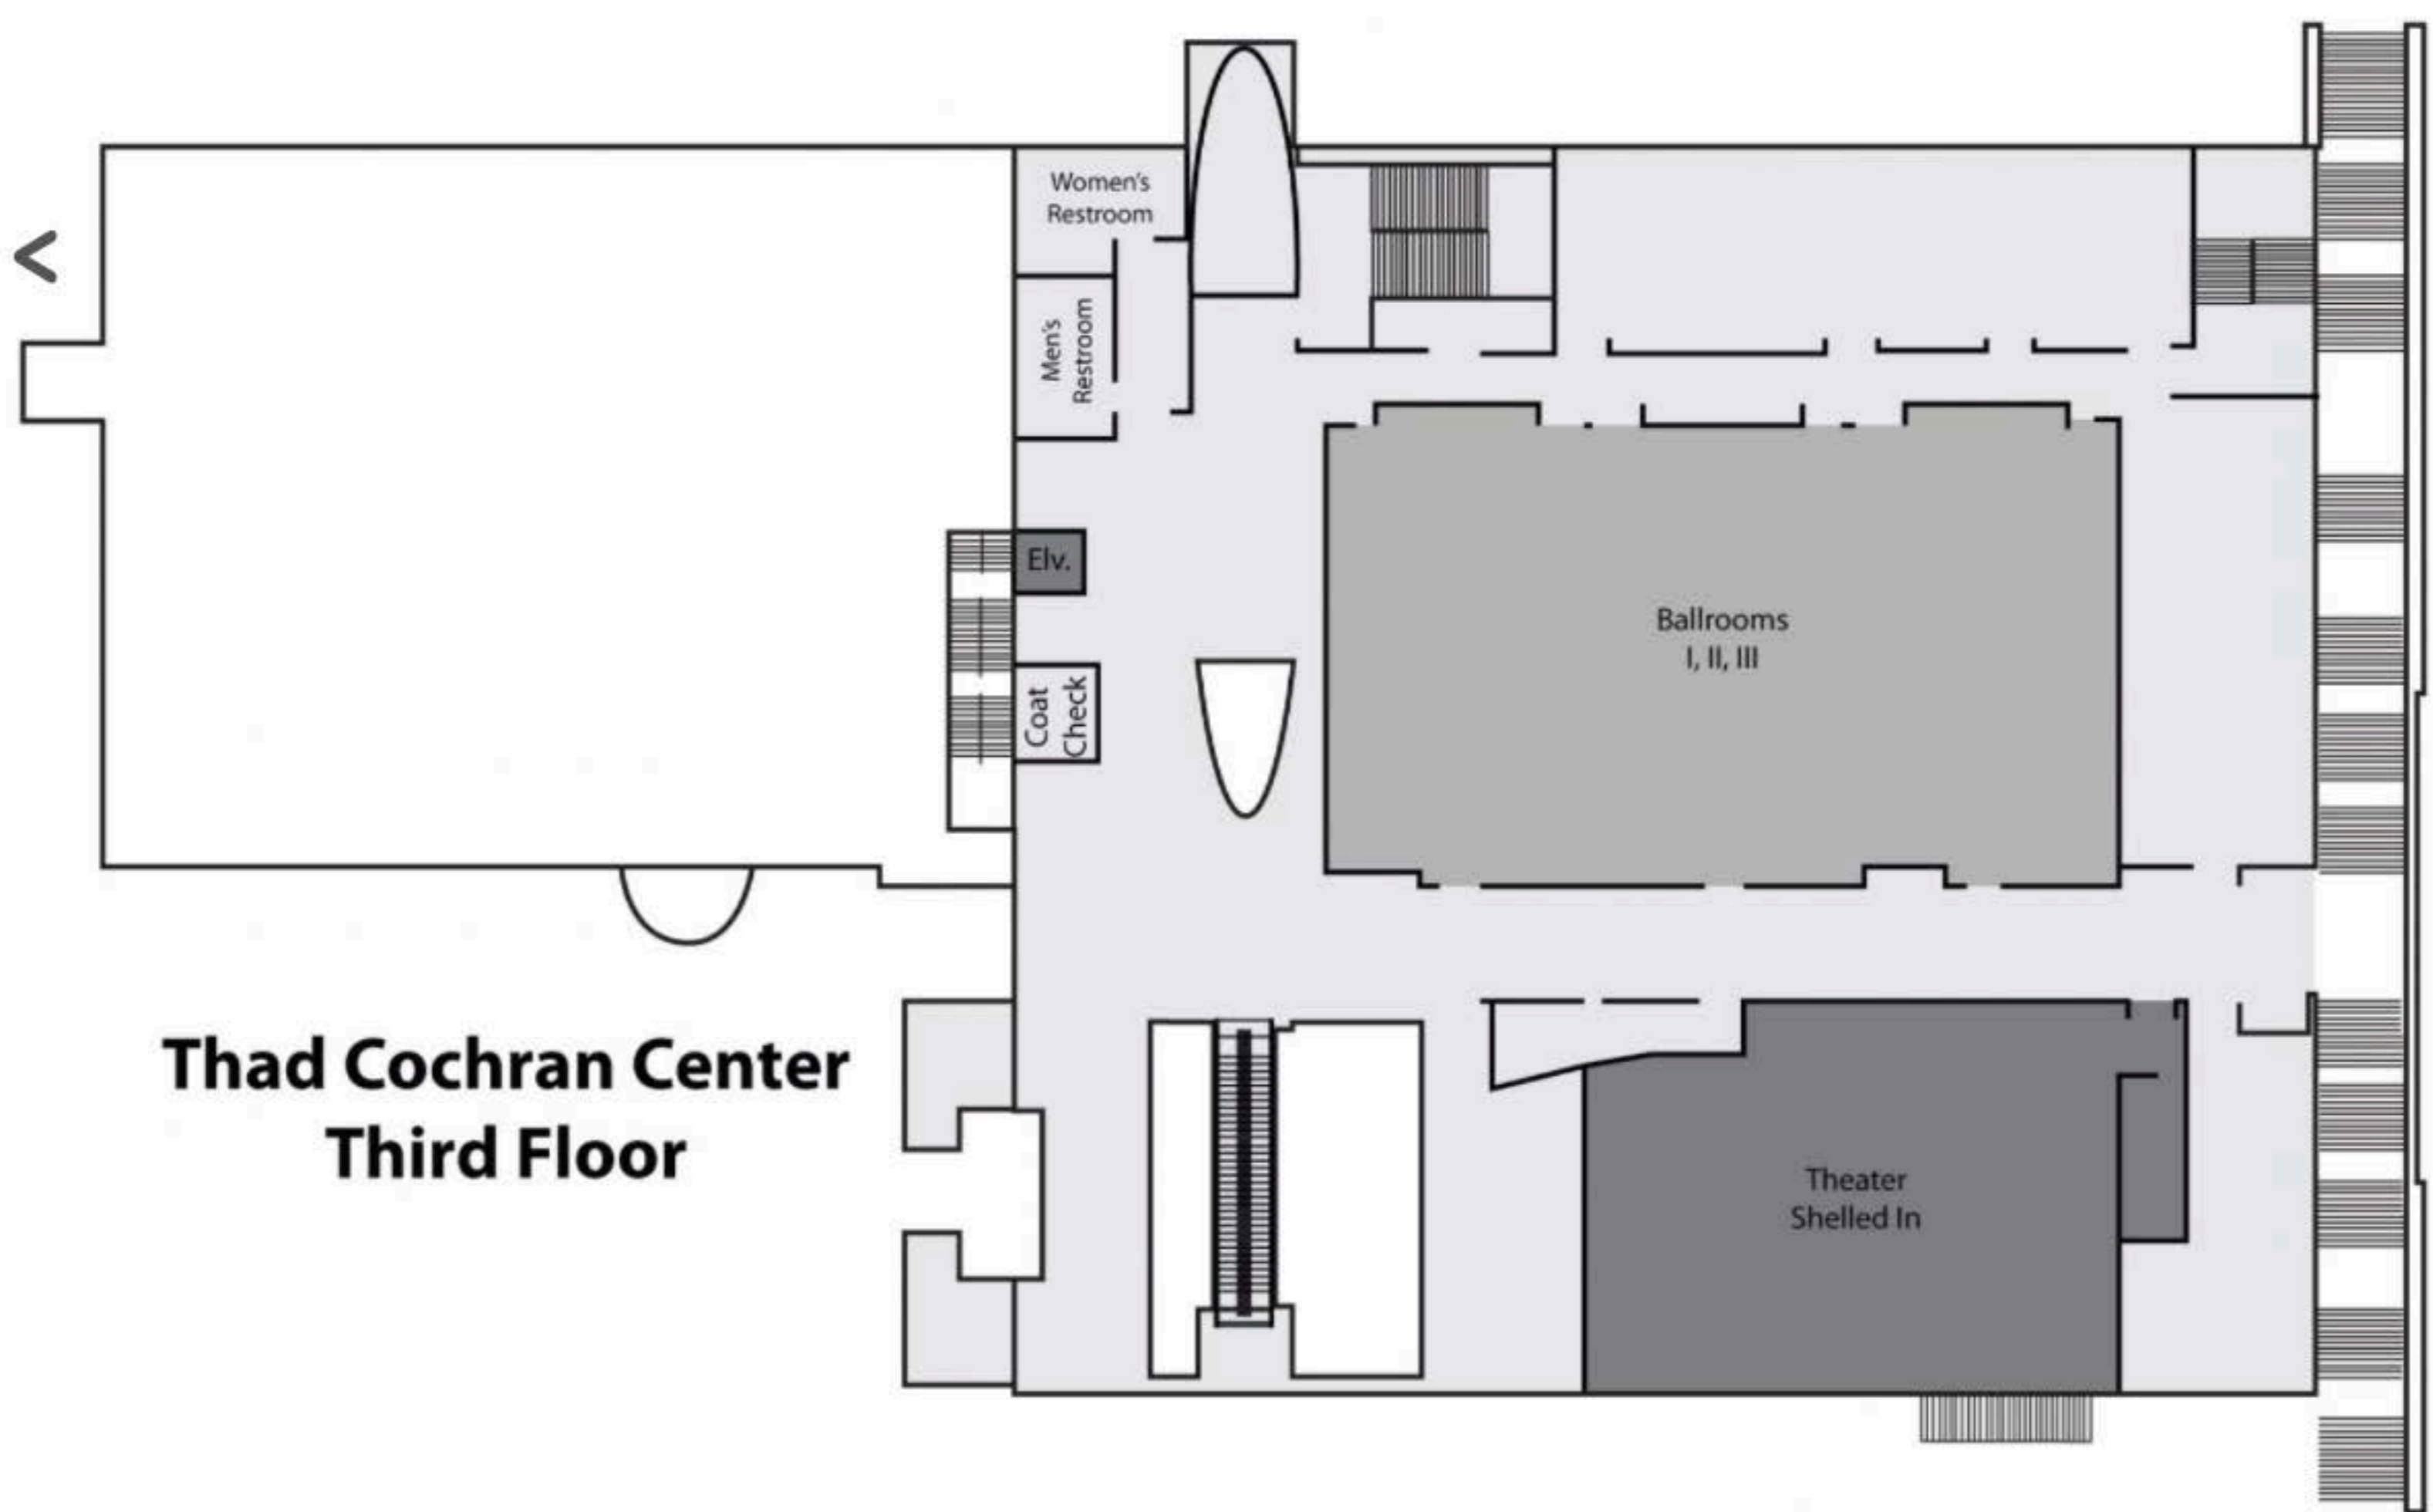 Women's
Restroom
Men's
Restroom
Elv.
Coat
Check
Ballrooms
I, II, III
Thad Cochran Center
Third Floor
Theater
Shelled In